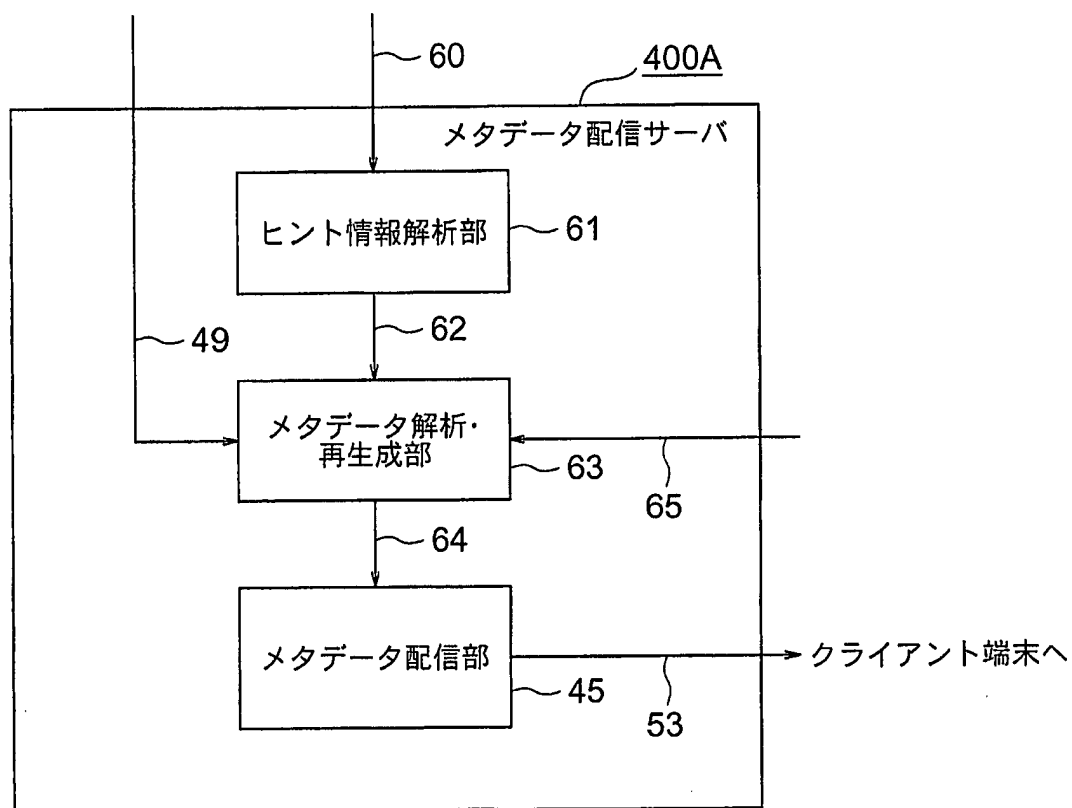 60
400A
メタデータ配信サーバ
ヒント情報解析部
61
62
49
メタデータ解析・
再生成部
63
65
64
メタデータ配信部
45
53
クライアント端末へ